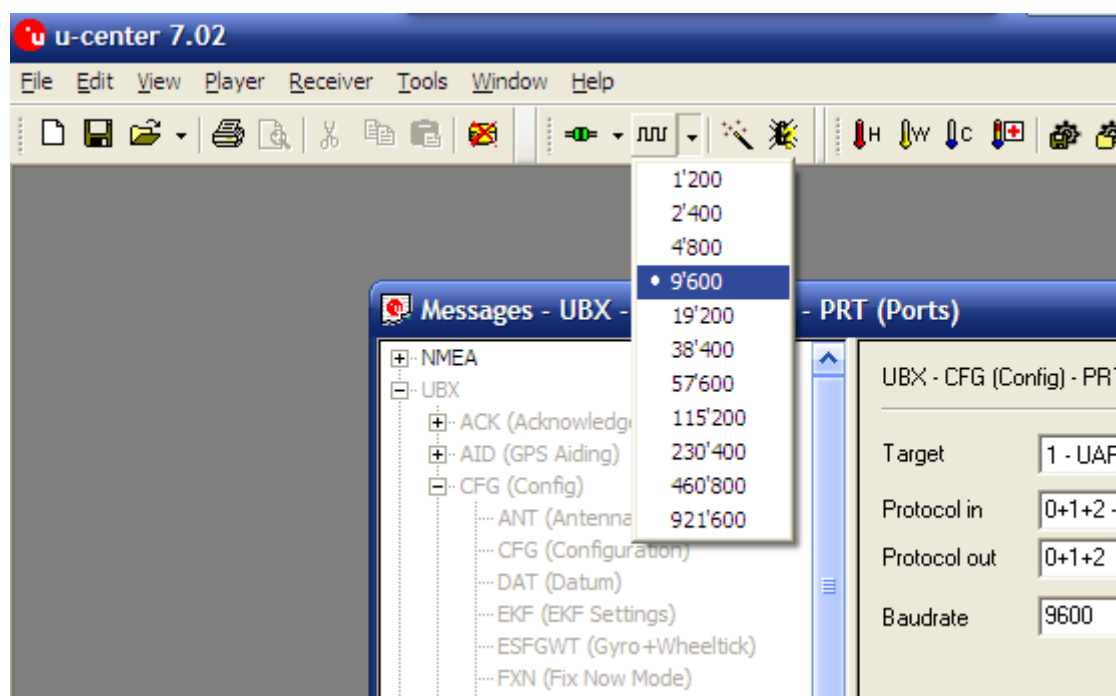 u u-center 7.02
File Edit View Player Receiver Tools Window Help
H W C
1'200
2'400
4'800
9'600
19'200
38'400
57'600
115'200
230'400
460'800
921'600
Messages - UBX - - PRT (Ports)
NMEA
UBX
ACK
AID (GPS Aiding)
CFG (Config)
ANT
CFG (Configuration)
DAT (Datum)
EKF (EKF Settings)
ESFGWT (Gyro+Wheeltick)
FXN (Fix Now Mode)
UBX - CFG (Config) - PRT
Target 1 -
Protocol in 0+1+2 -
Protocol out 0+1+2
Baudrate 9600